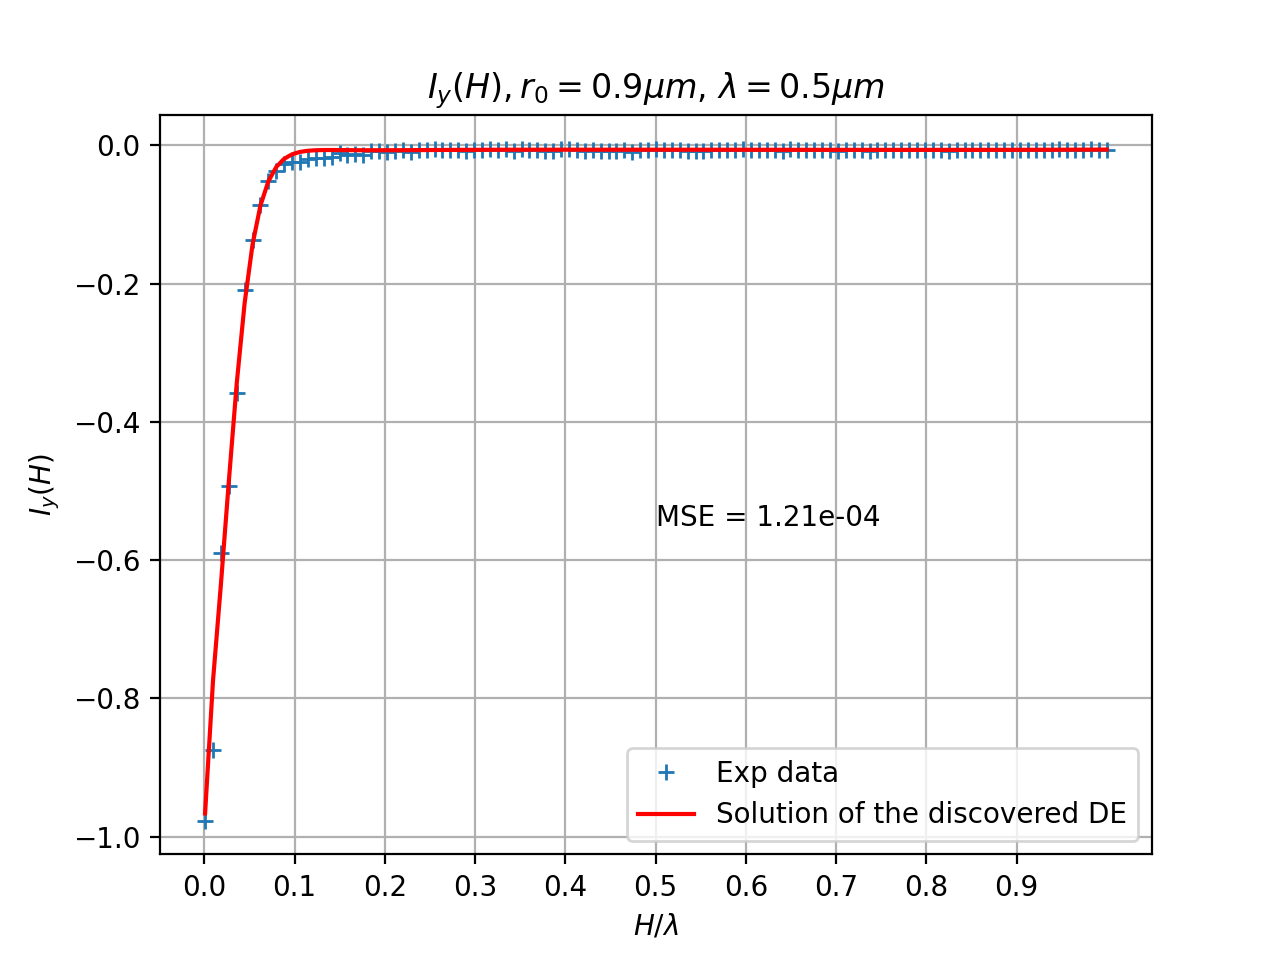 I_y(H), r_0 = 0.9μm, λ = 0.5μm
0.0
−0.2
−0.4
−0.6
−0.8
−1.0
I_y(H)
MSE = 1.21e-04
Exp data
Solution of the discovered DE
0.0 0.1 0.2 0.3 0.4 0.5 0.6 0.7 0.8 0.9
H/λ